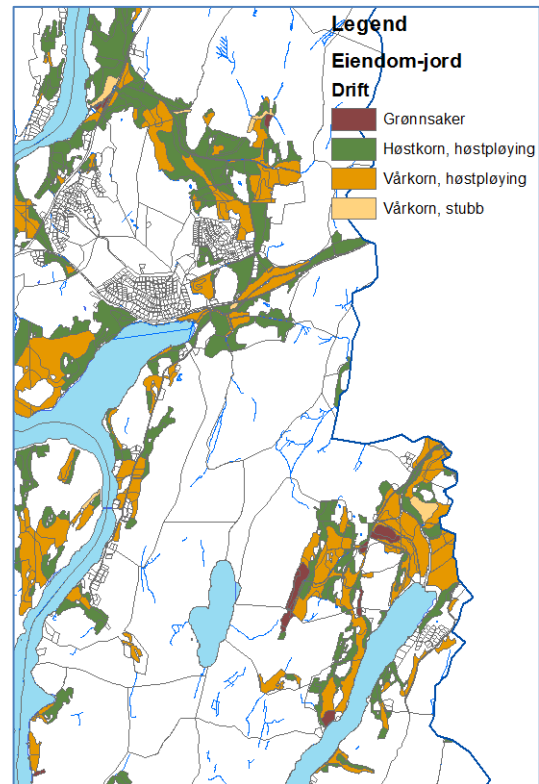 Legend
Eiendom-jord
Drift
Grønnsaker
Høstkorn, høstpløying
Vårkorn, høstpløying
Vårkorn, stubb